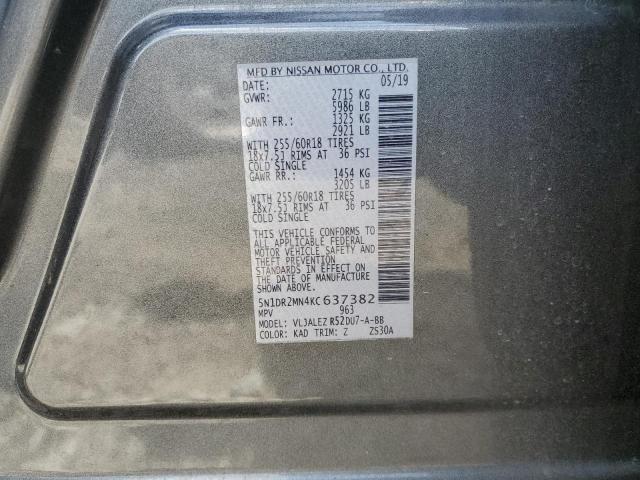 MFD BY NISSAN MOTOR CO., LTD.
DATE: 05/19
GVWR: 2715 KG
5986 LB
GAWR FR.: 1325 KG
2921 LB
WITH 255/60R18 TIRES
18x7.5J RIMS AT 36 PSI
COLD SINGLE
GAWR RR.: 1454 KG
3205 LB
WITH 255/60R18 TIRES
18x7.5J RIMS AT 36 PSI
COLD SINGLE
THIS VEHICLE CONFORMS TO
ALL APPLICABLE FEDERAL
MOTOR VEHICLE SAFETY AND
THEFT PREVENTION
STANDARDS IN EFFECT ON
THE DATE OF MANUFACTURE
SHOWN ABOVE.
5N1DR2MN4KC637382
MPV 963
MODEL: VLJALEZ R52DU7-A-BB
COLOR: KAD TRIM: Z ZS30A